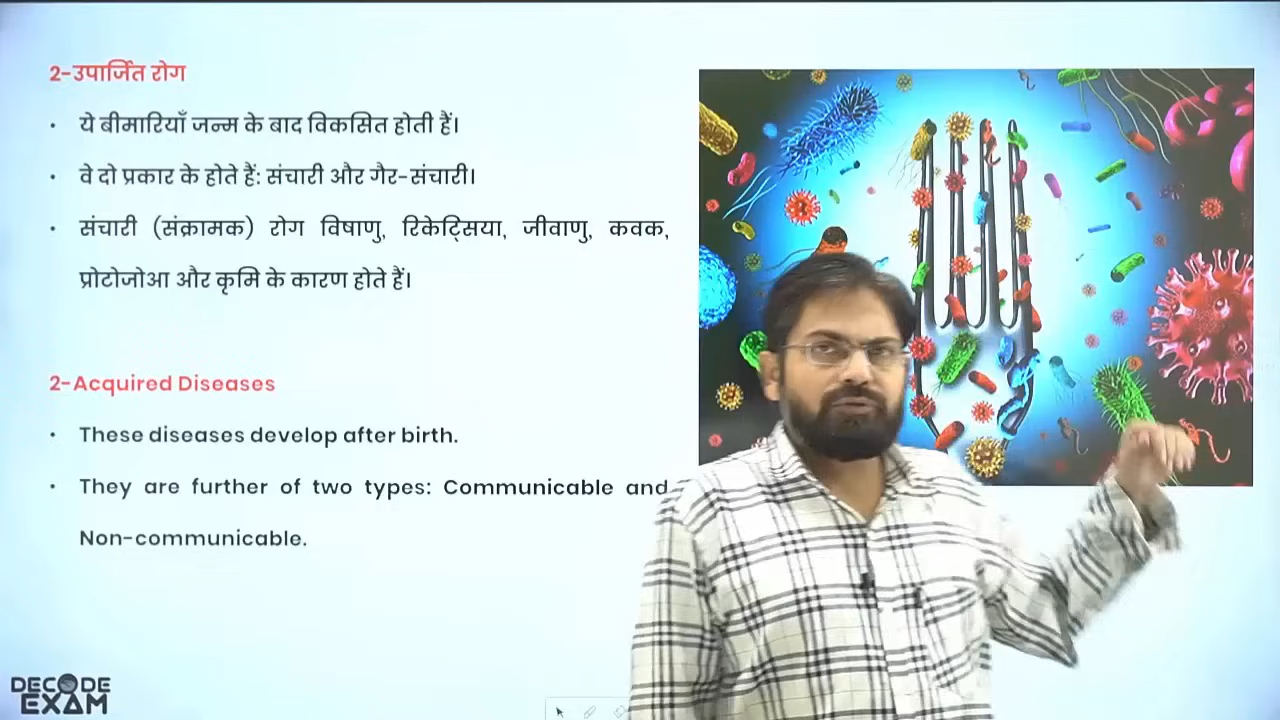 2-उपार्जित रोग
• ये बीमारियाँ जन्म के बाद विकसित होती हैं।
• वे दो प्रकार के होते हैं: संचारी और गैर-संचारी।
• संचारी (संक्रामक) रोग विषाणु, रिकेट्सिया, जीवाणु, कवक,
प्रोटोजोआ और कृमि के कारण होते हैं।
2-Acquired Diseases
• These diseases develop after birth.
• They are further of two types: Communicable and
Non-communicable.
DECODE
EXAM